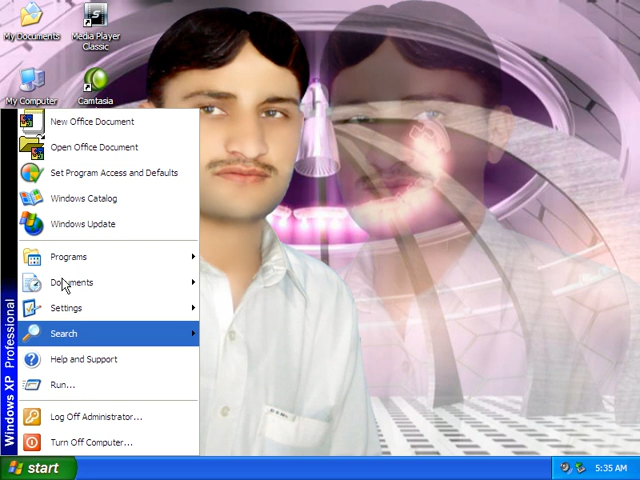 My Documents
Media Player
Classic
My Computer
Camtasia
New Office Document
Open Office Document
Set Program Access and Defaults
Windows Catalog
Windows Update
Programs
Documents
Settings
Search
Help and Support
Run...
Log Off Administrator...
Turn Off Computer...
Windows XP Professional
start
5:35 AM